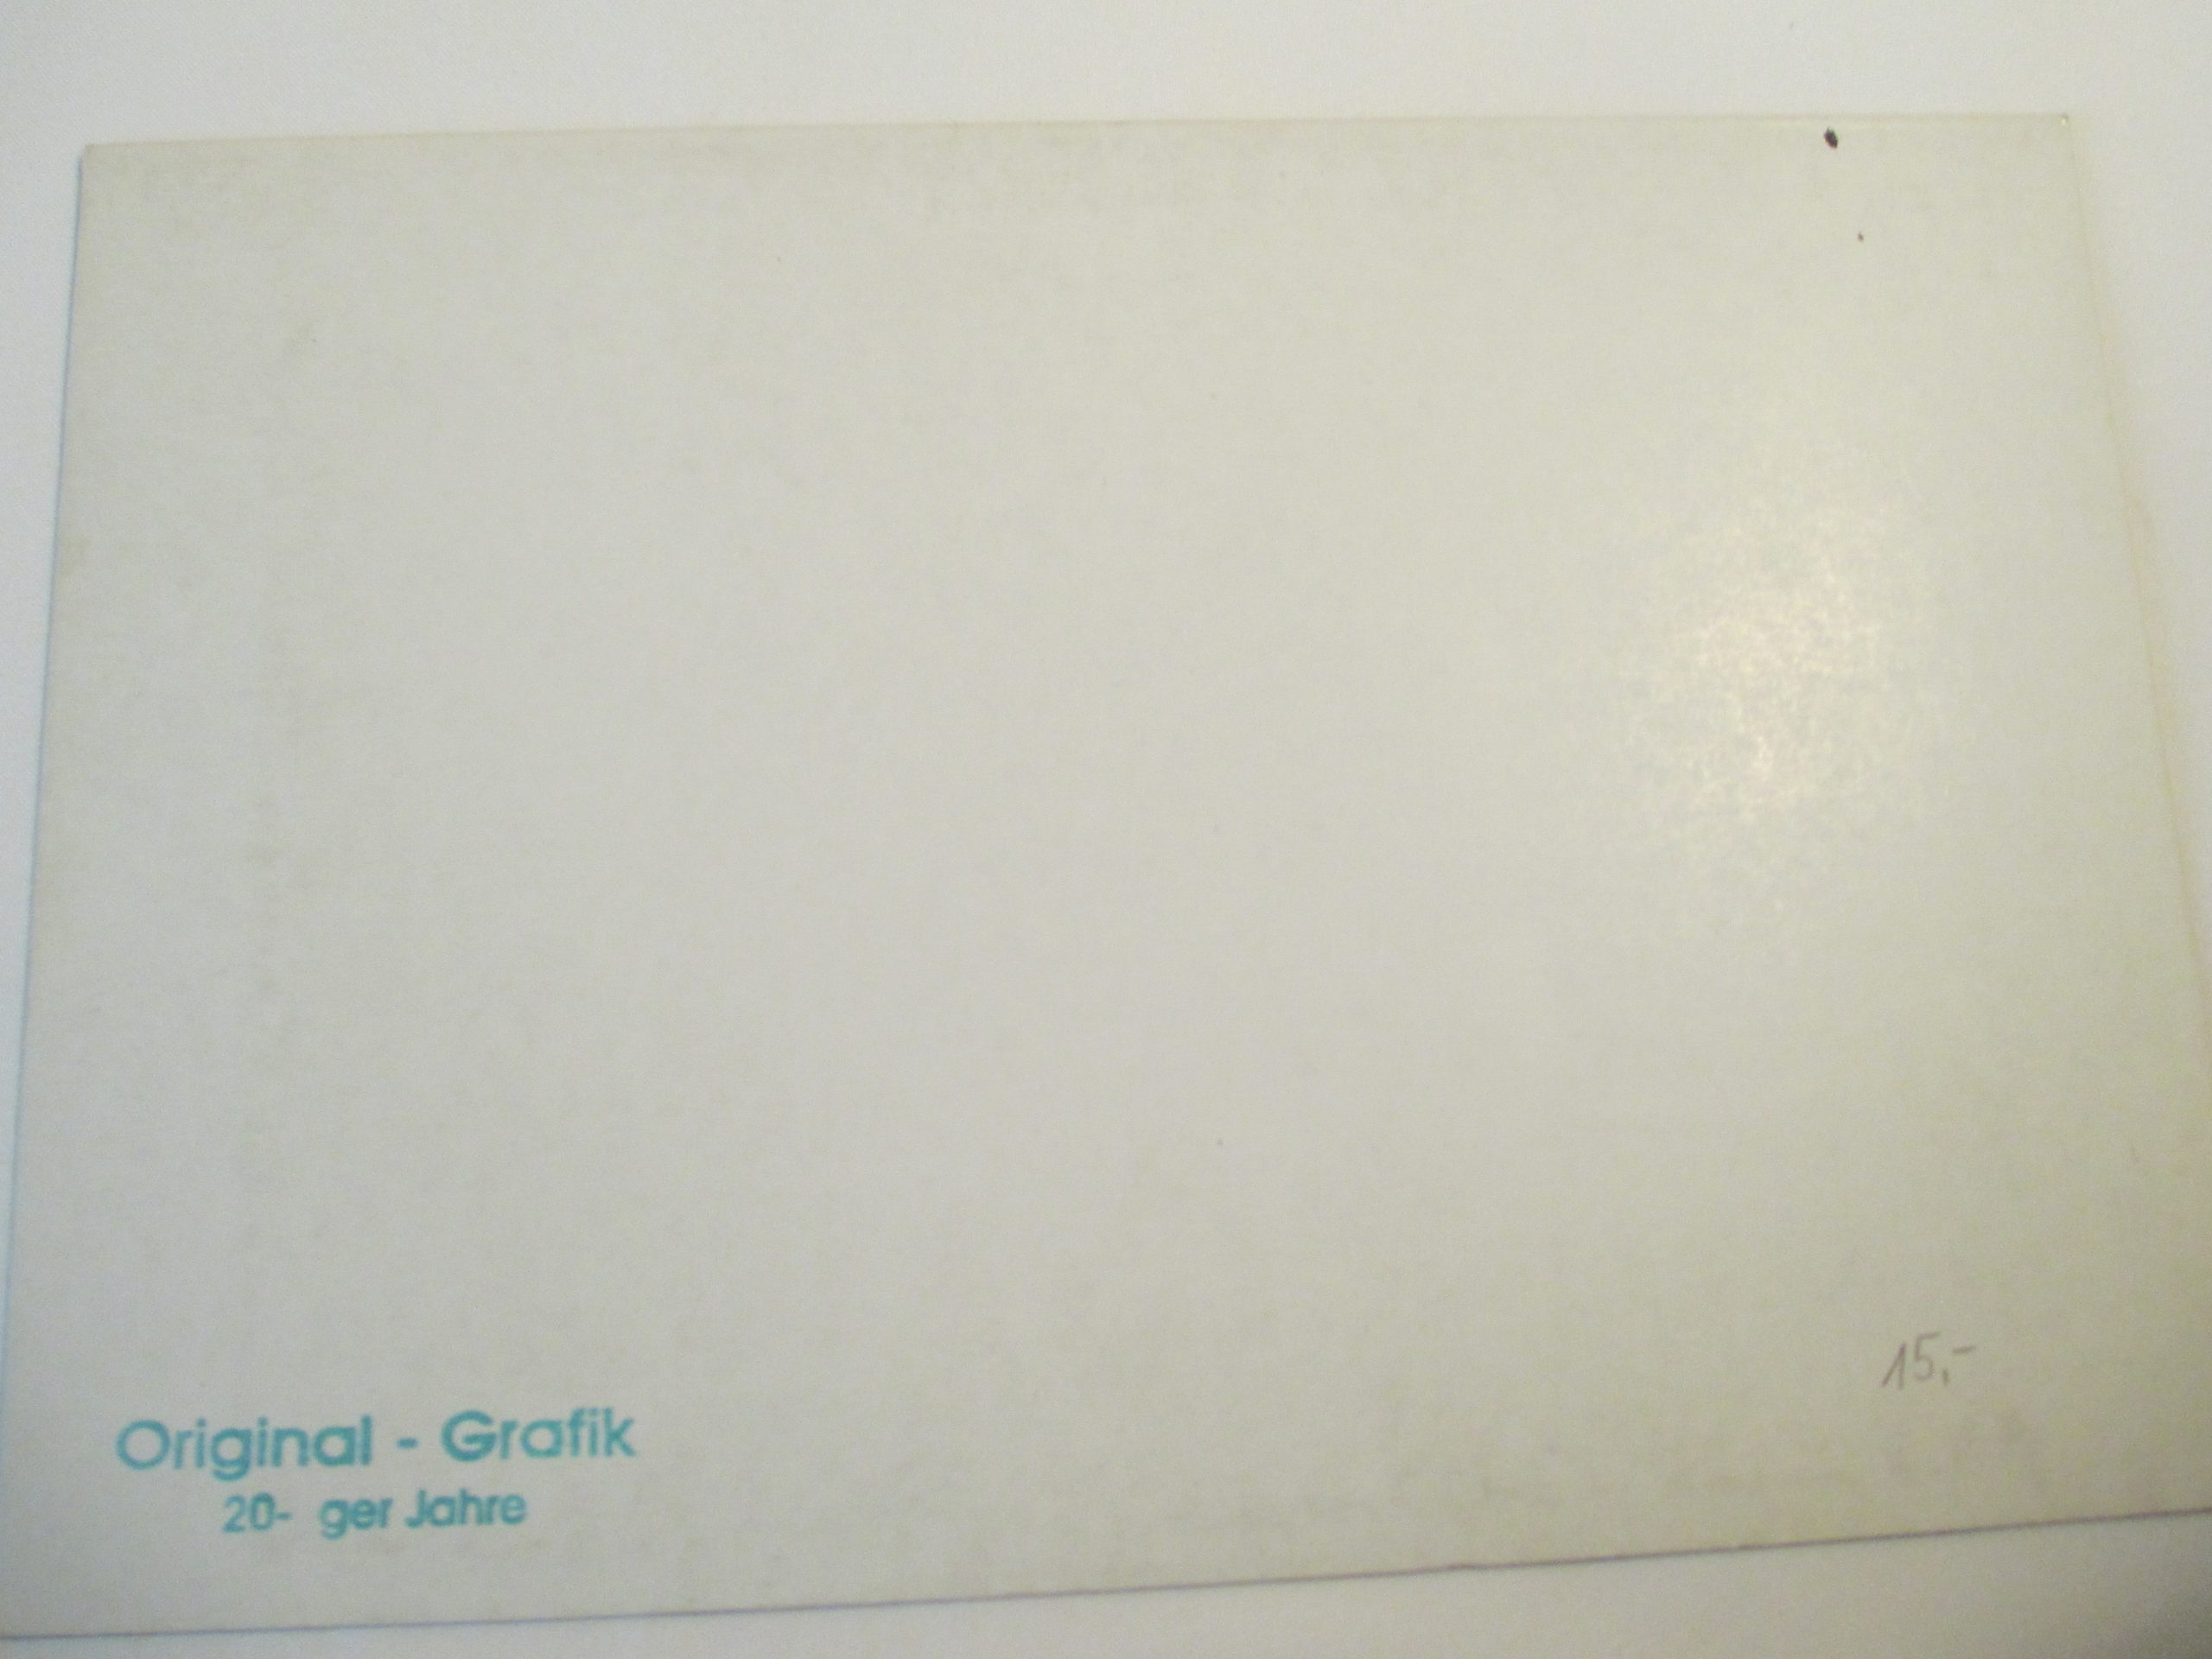 15,-
Original - Grafik
20- ger Jahre